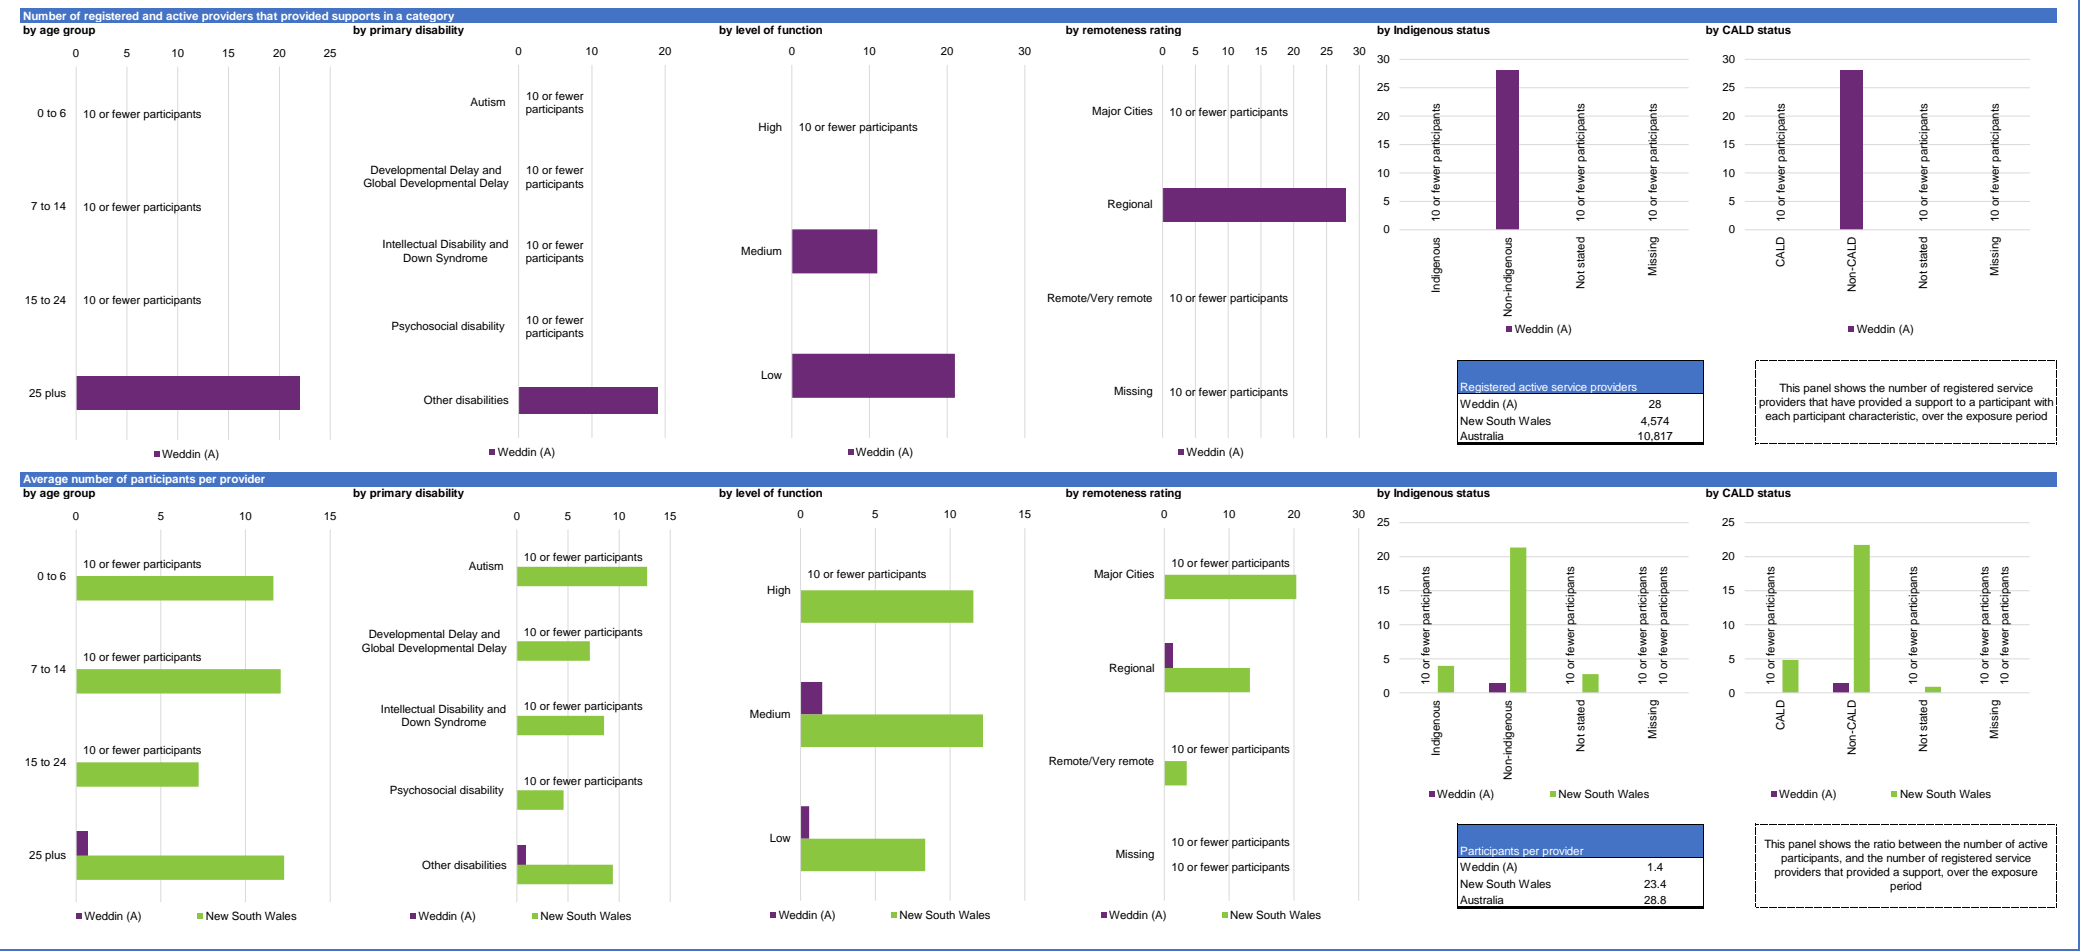 Number of registered and active providers that provided supports in a category
by age group
0 5 10 15 20 25
0 to 6 10 or fewer participants
7 to 14 10 or fewer participants
15 to 24 10 or fewer participants
25 plus
Weddin (A)
by primary disability
0 10 20
Autism 10 or fewer
participants
Developmental Delay and 10 or fewer
Global Developmental Delay participants
Intellectual Disability and 10 or fewer
Down Syndrome participants
Psychosocial disability 10 or fewer
participants
Other disabilities
Weddin (A)
by level of function
0 10 20 30
High 10 or fewer participants
Medium
Low
Weddin (A)
by remoteness rating
0 5 10 15 20 25 30
Major Cities 10 or fewer participants
Regional
Remote/Very remote 10 or fewer participants
Missing 10 or fewer participants
Weddin (A)
by Indigenous status
30
25
20
15
10
5
0
10 or fewer participants
10 or fewer participants
10 or fewer participants
Indigenous
Non-indigenous
Not stated
Missing
Weddin (A)
by CALD status
30
25
20
15
10
5
0
10 or fewer participants
10 or fewer participants
10 or fewer participants
CALD
Non-CALD
Not stated
Missing
Weddin (A)
Registered active service providers
Weddin (A) 28
New South Wales 4,574
Australia 10,817
This panel shows the number of registered service
providers that have provided a support to a participant with
each participant characteristic, over the exposure period
Average number of participants per provider
by age group
0 5 10 15
0 to 6 10 or fewer participants
7 to 14 10 or fewer participants
15 to 24 10 or fewer participants
25 plus
Weddin (A) New South Wales
by primary disability
0 5 10 15
Autism 10 or fewer participants
Developmental Delay and 10 or fewer participants
Global Developmental Delay
Intellectual Disability and 10 or fewer participants
Down Syndrome
Psychosocial disability 10 or fewer participants
Other disabilities
Weddin (A) New South Wales
by level of function
0 5 10 15
High 10 or fewer participants
Medium
Low
Weddin (A) New South Wales
by remoteness rating
0 10 20 30
Major Cities 10 or fewer participants
Regional
Remote/Very remote 10 or fewer participants
Missing 10 or fewer participants
10 or fewer participants
Weddin (A) New South Wales
by Indigenous status
25
20
15
10
5
0
10 or fewer participants
10 or fewer participants
10 or fewer participants
10 or fewer participants
Indigenous
Non-indigenous
Not stated
Missing
Weddin (A) New South Wales
by CALD status
25
20
15
10
5
0
10 or fewer participants
10 or fewer participants
10 or fewer participants
10 or fewer participants
CALD
Non-CALD
Not stated
Missing
Weddin (A) New South Wales
Participants per provider
Weddin (A) 1.4
New South Wales 23.4
Australia 28.8
This panel shows the ratio between the number of active
participants, and the number of registered service
providers that provided a support, over the exposure
period